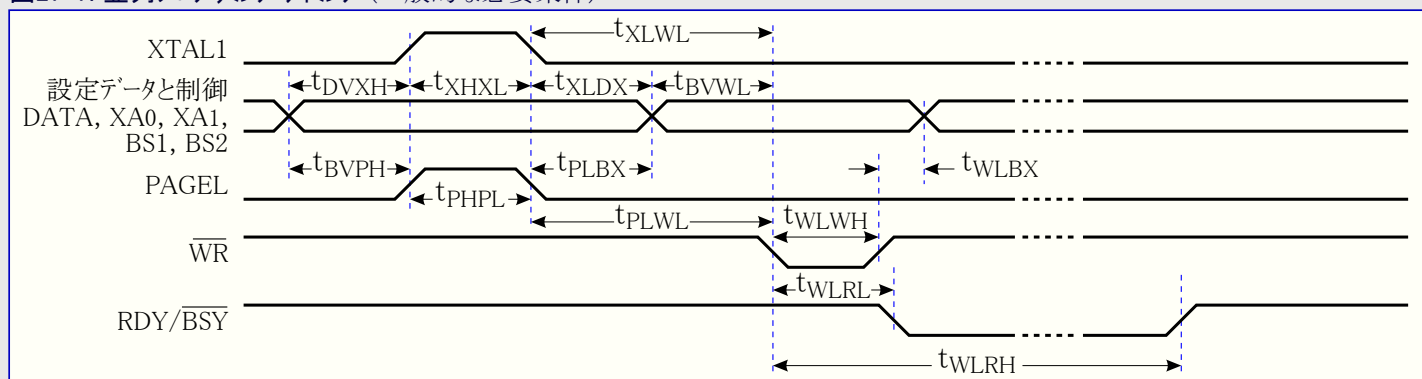 XTAL1
tXLWL
設定データと制御
DATA, XA0, XA1,
BS1, BS2
tDVXH
tXHXL
tXLDX
tBVWL
tBVPH
tPLBX
tWLBX
PAGEL
tPHPL
tPLWL
tWLWH
WR
tWLRL
RDY/BSY
tWLRH